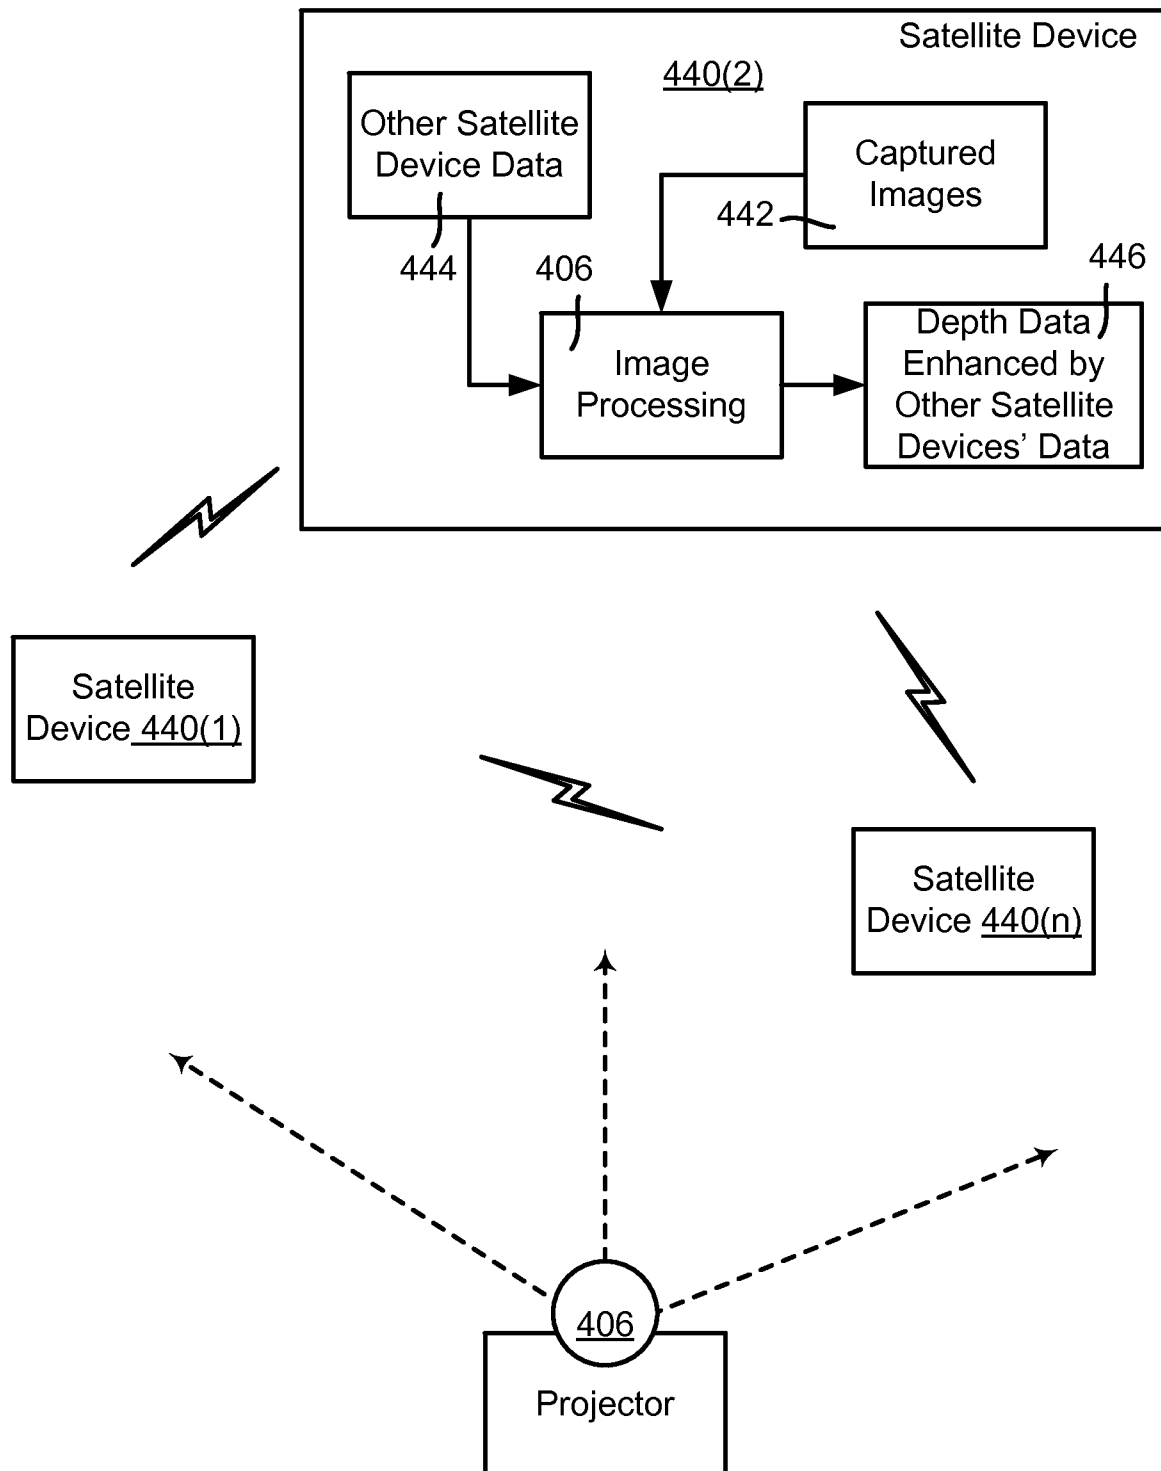 Satellite Device
440(2)
Other Satellite
Device Data
444
Captured
Images
442
406
Image
Processing
446
Depth Data
Enhanced by
Other Satellite
Devices’ Data
Satellite
Device 440(1)
Satellite
Device 440(n)
406
Projector